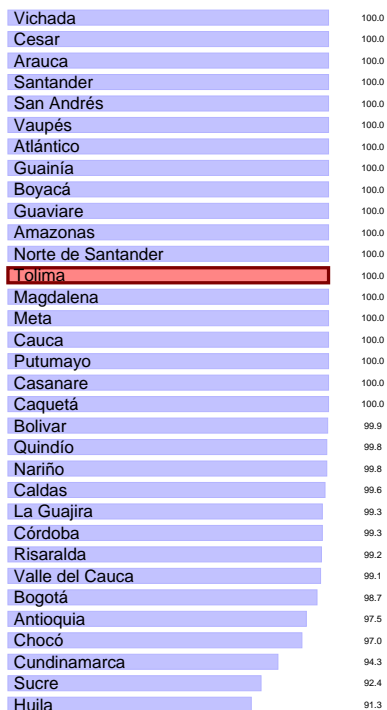 Vichada 100.0
Cesar 100.0
Arauca 100.0
Santander 100.0
San Andrés 100.0
Vaupés 100.0
Atlántico 100.0
Guainía 100.0
Boyacá 100.0
Guaviare 100.0
Amazonas 100.0
Norte de Santander 100.0
Tolima 100.0
Magdalena 100.0
Meta 100.0
Cauca 100.0
Putumayo 100.0
Casanare 100.0
Caquetá 100.0
Bolivar 99.9
Quindío 99.8
Nariño 99.8
Caldas 99.6
La Guajira 99.3
Córdoba 99.3
Risaralda 99.2
Valle del Cauca 99.1
Bogotá 98.7
Antioquia 97.5
Chocó 97.0
Cundinamarca 94.3
Sucre 92.4
Huila 91.3